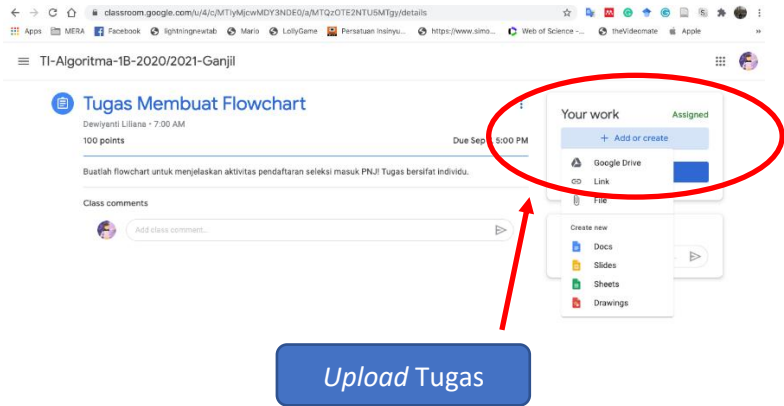 classroom.google.com/u/4/c/MTIyMjcwMDY3NDE0/a/MTQzOTE2NTU5MTgy/details
Apps MERA Facebook lightningnewtab Mario LollyGame Persatuan Insinyu... https://www.simo... Web of Science -... theVideomate Apple
TI-Algoritma-1B-2020/2021-Ganjil
Tugas Membuat Flowchart
Dewiyanti Liliana • 7:00 AM
100 points
Due Sep 5:00 PM
Buatlah flowchart untuk menjelaskan aktivitas pendaftaran seleksi masuk PNJ! Tugas bersifat individu.
Class comments
Add class comment...
Your work Assigned
+ Add or create
Google Drive
Link
File
Create new
Docs
Slides
Sheets
Drawings
Upload Tugas